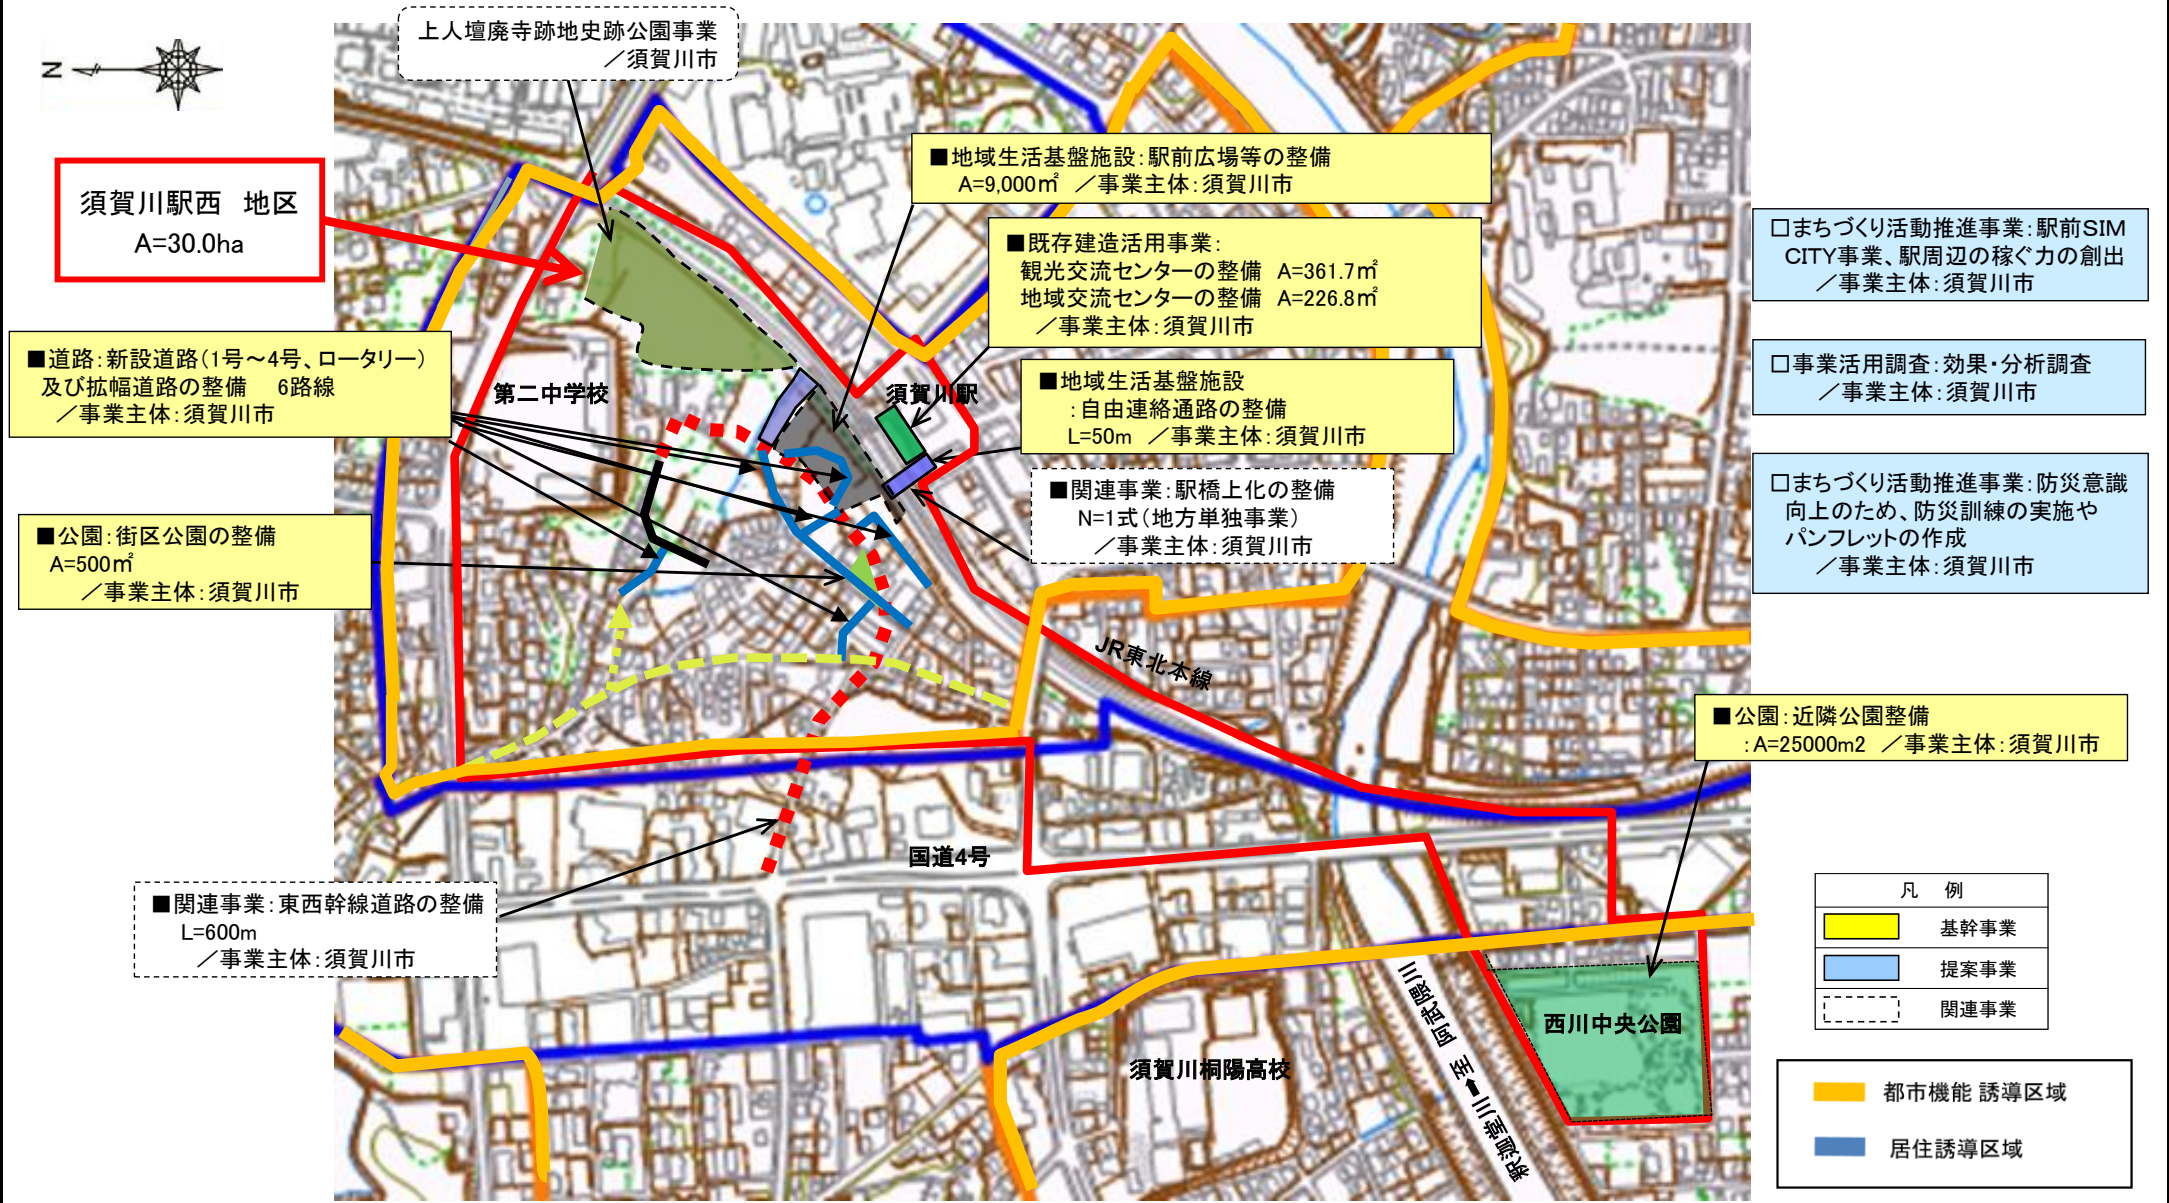 上人壇廃寺跡地史跡公園事業
／須賀川市
N
須賀川駅西　地区
A=30.0ha
■地域生活基盤施設：駅前広場等の整備
A=9,000㎡　／事業主体：須賀川市
■既存建造活用事業：
観光交流センターの整備　A=361.7㎡
地域交流センターの整備　A=226.8㎡
／事業主体：須賀川市
□まちづくり活動推進事業：駅前SIM
CITY事業、駅周辺の稼ぐ力の創出
／事業主体：須賀川市
■道路：新設道路（1号～4号、ロータリー）
及び拡幅道路の整備　6路線
／事業主体：須賀川市
第二中学校
須賀川駅
■地域生活基盤施設
：自由連絡通路の整備
L=50m　／事業主体：須賀川市
□事業活用調査：効果・分析調査
／事業主体：須賀川市
■関連事業：駅橋上化の整備
N=1式（地方単独事業）
／事業主体：須賀川市
□まちづくり活動推進事業：防災意識
向上のため、防災訓練の実施や
パンフレットの作成
／事業主体：須賀川市
■公園：街区公園の整備
A=500㎡
／事業主体：須賀川市
JR東北本線
■公園：近隣公園整備
：A=25000m2　／事業主体：須賀川市
国道4号
■関連事業：東西幹線道路の整備
L=600m
／事業主体：須賀川市
凡　例
基幹事業
提案事業
関連事業
西川中央公園
須賀川桐陽高校
釈迦堂川➡至　阿武隈川
都市機能 誘導区域
居住誘導区域